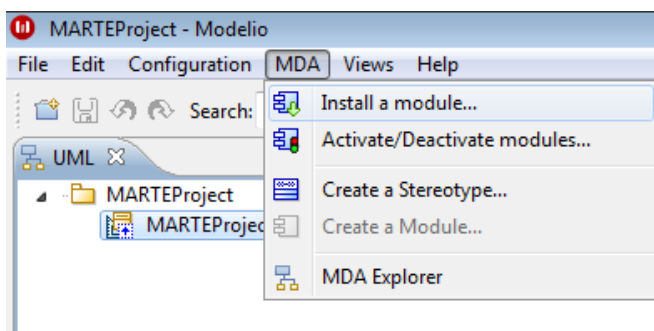 MARTEProject - Modelio
File Edit Configuration MDA Views Help
Search:
Install a module...
Activate/Deactivate modules...
UML
MARTEProject
Create a Stereotype...
Create a Module...
MDA Explorer